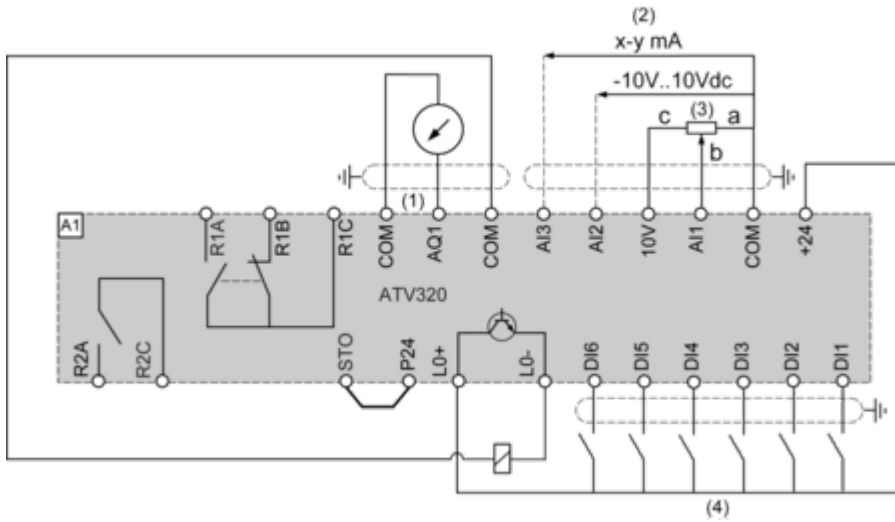 (2)
x-y mA
-10V..10Vdc
c (3) a
b
(1)
A1
R1A R1B R1C COM AQ1 COM AI3 AI2 10V AI1 COM +24
ATV320
R2A R2C STO P24 L0+ L0- DI6 DI5 DI4 DI3 DI2 DI1
(4)